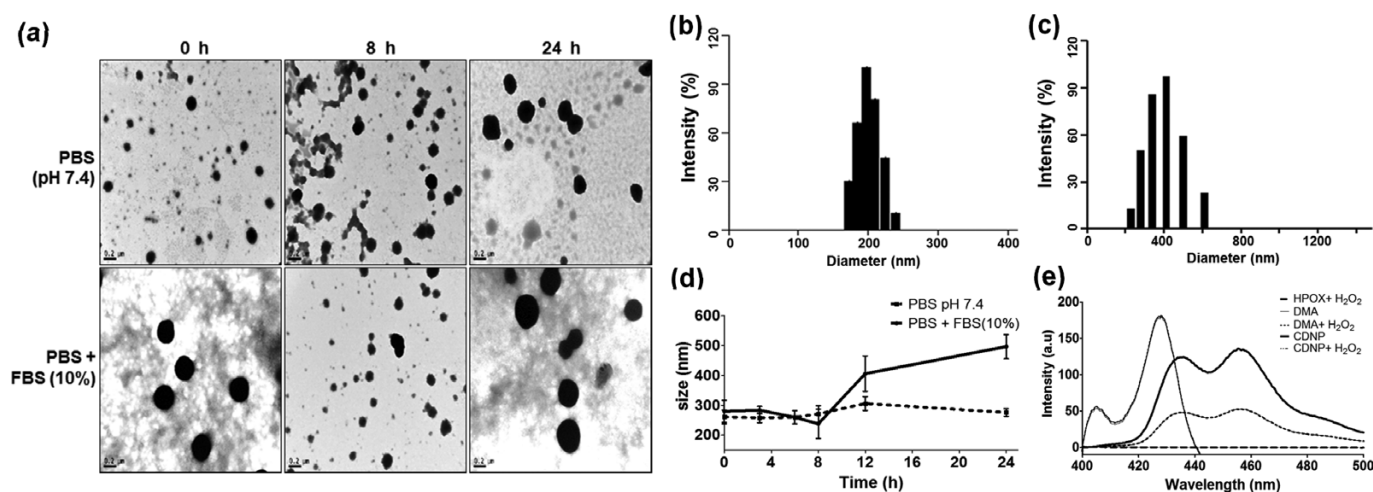 (a)
0 h
8 h
24 h
PBS
(pH 7.4)
PBS +
FBS (10%)
0.2 µm
0.2 µm
0.2 µm
0.2 µm
0.2 µm
0.2 µm
(b)
Intensity (%)
120
90
60
30
0
0
100
200
300
400
Diameter (nm)
(c)
Intensity (%)
120
90
60
30
0
0
400
800
1200
Diameter (nm)
(d)
PBS pH 7.4
PBS + FBS(10%)
size (nm)
600
500
400
300
200
0
4
8
12
16
20
24
Time (h)
(e)
HPOX+ H₂O₂
DMA
DMA+ H₂O₂
CDNP
CDNP+ H₂O₂
Intensity (a.u)
200
150
100
50
0
400
420
440
460
480
500
Wavelength (nm)